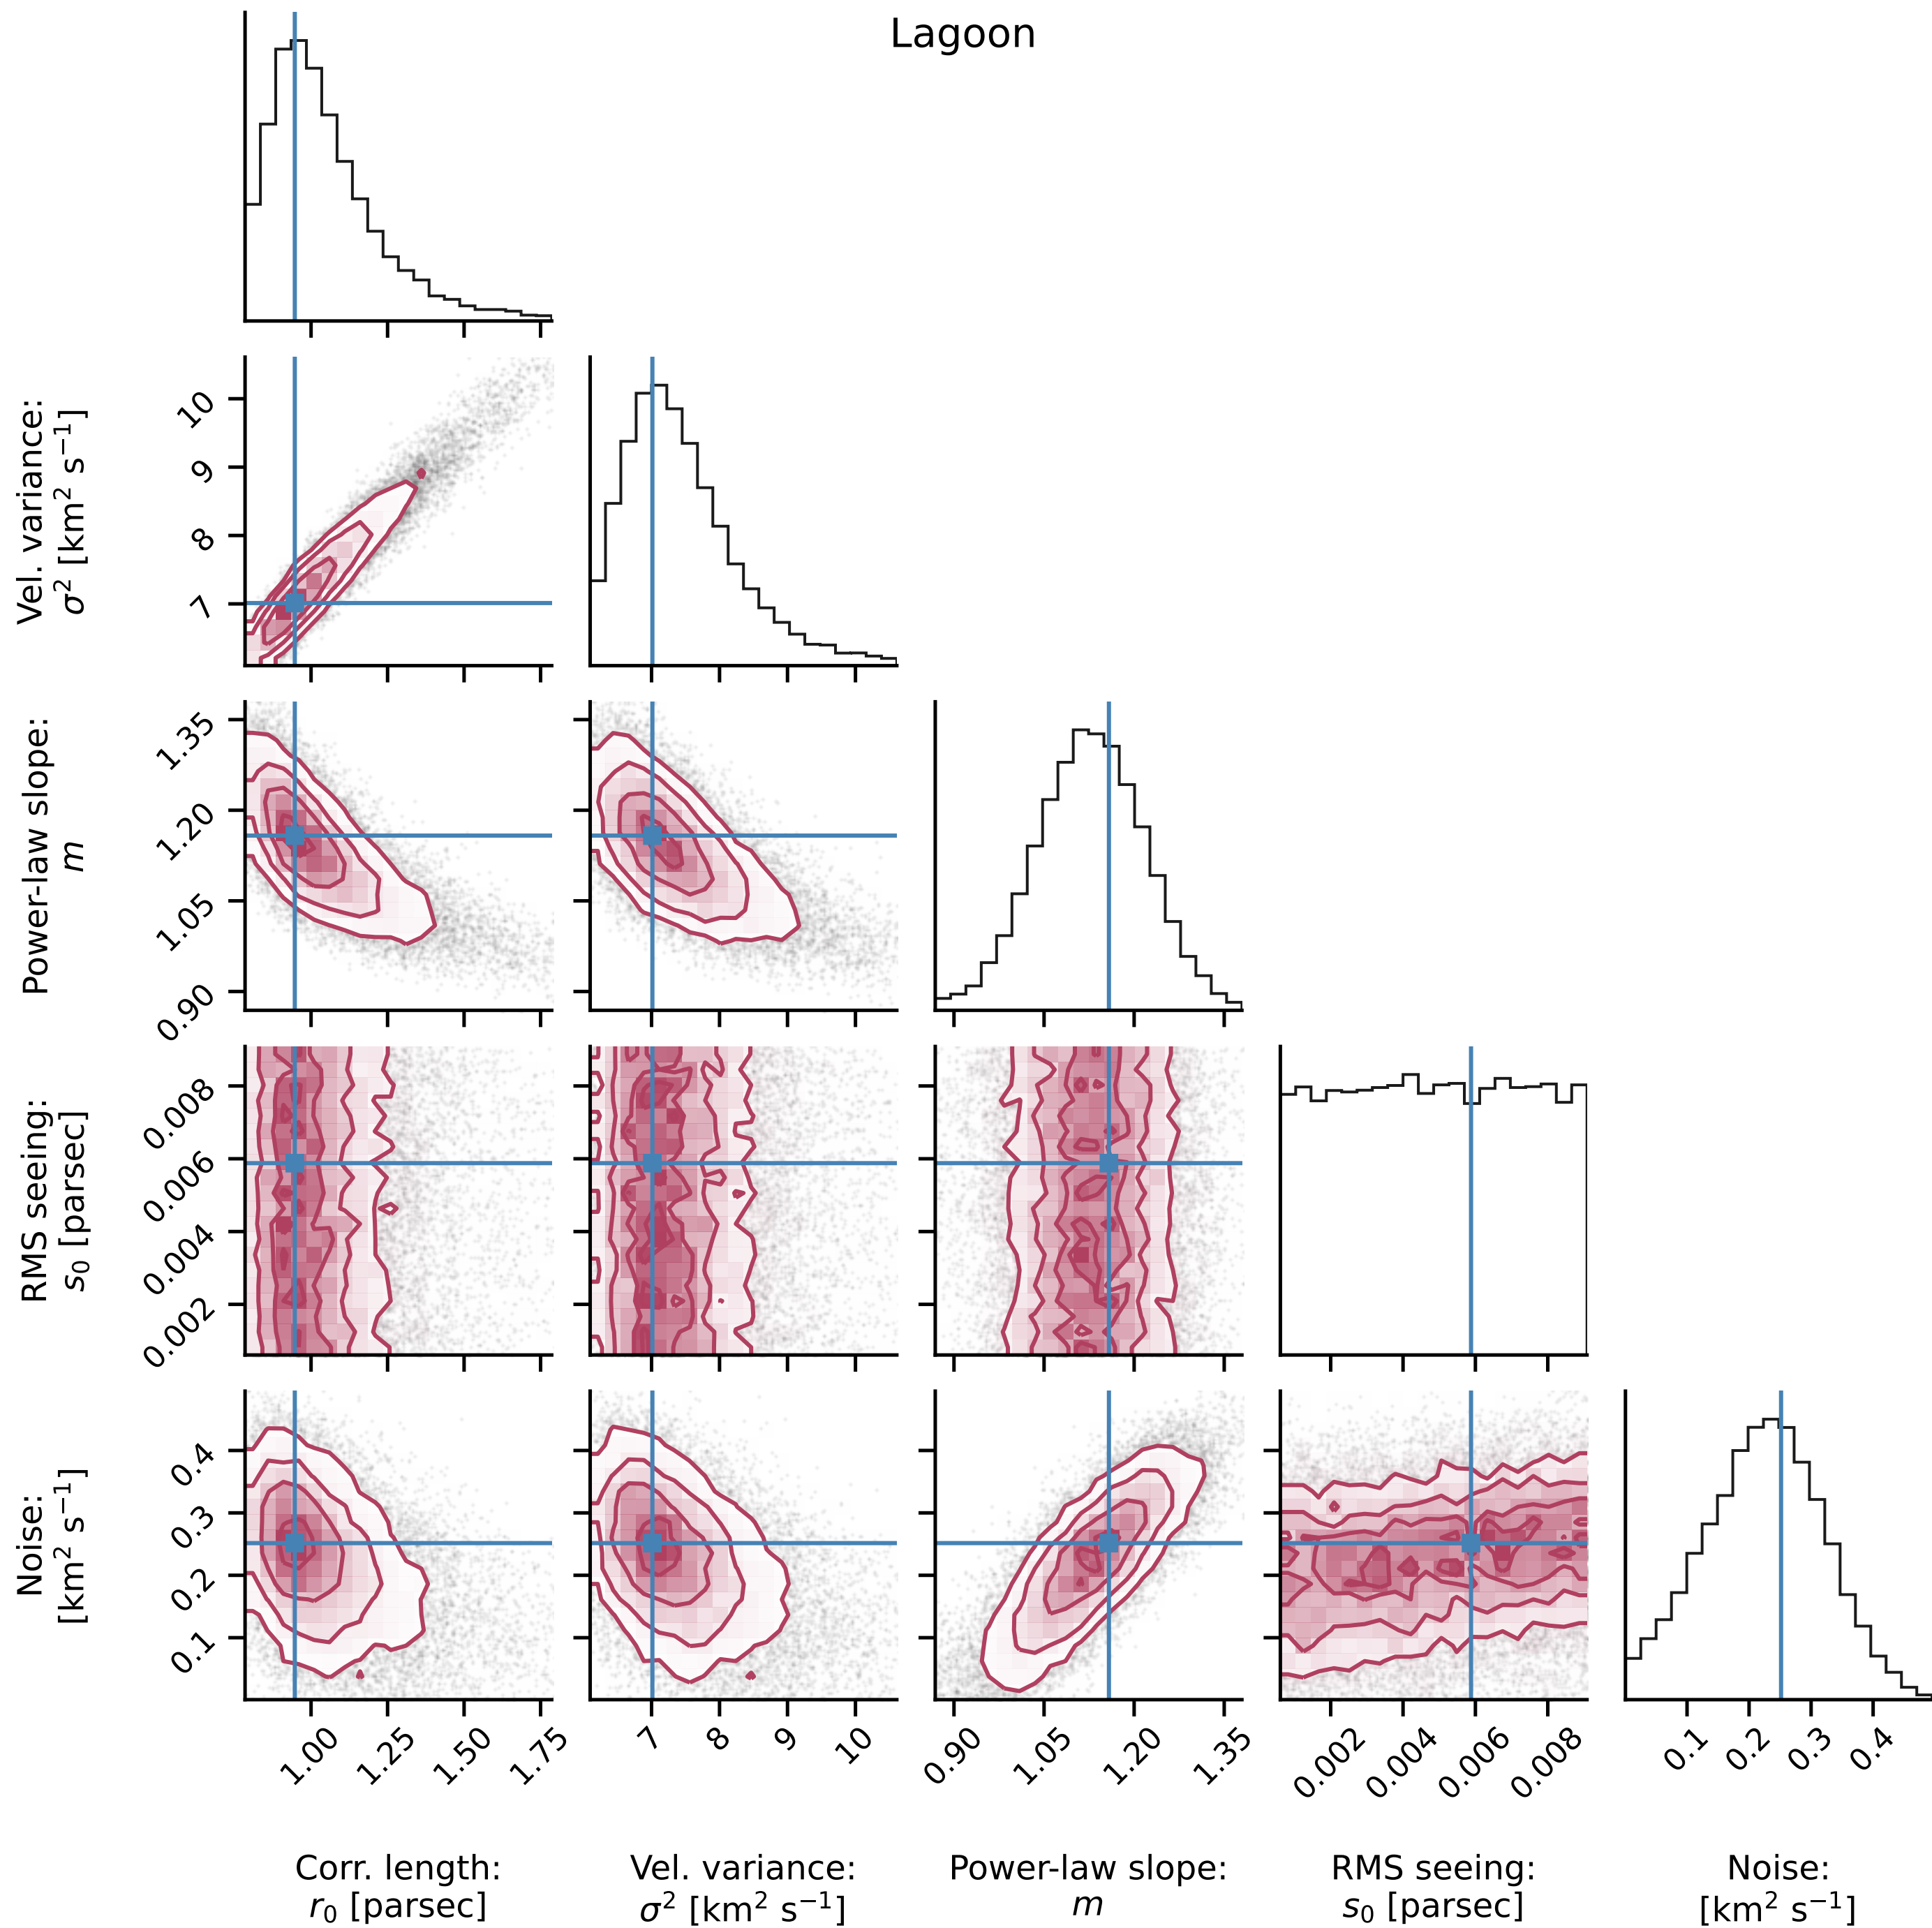 Lagoon
Vel. variance:
σ² [km² s⁻¹]
10
9
8
7
Power-law slope:
m
1.35
1.20
1.05
0.90
RMS seeing:
s₀ [parsec]
0.008
0.006
0.004
0.002
Noise:
[km² s⁻¹]
0.4
0.3
0.2
0.1
1.00 1.25 1.50 1.75
7 8 9 10
0.90 1.05 1.20 1.35
0.002 0.004 0.006 0.008
0.1 0.2 0.3 0.4
Corr. length:
r₀ [parsec]
Vel. variance:
σ² [km² s⁻¹]
Power-law slope:
m
RMS seeing:
s₀ [parsec]
Noise:
[km² s⁻¹]